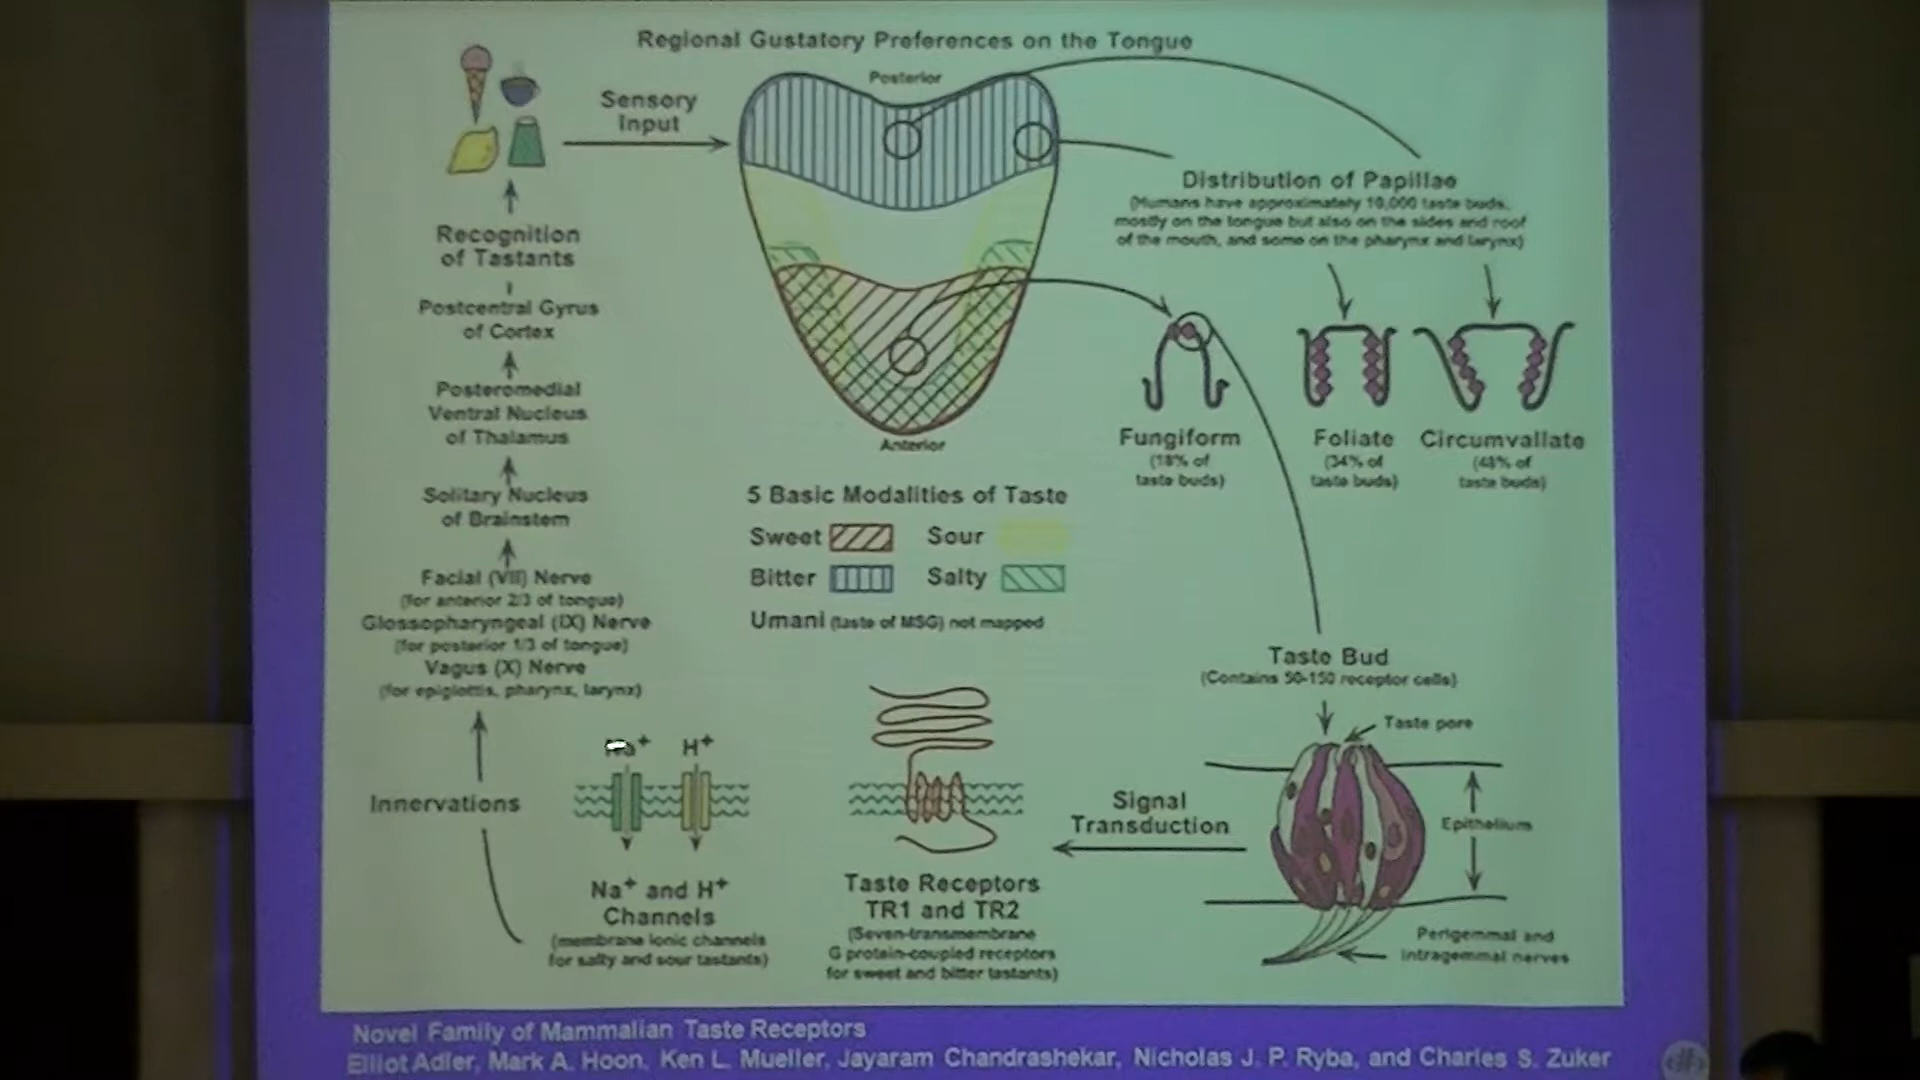 Regional Gustatory Preferences on the Tongue
Posterior
Sensory
Input
Distribution of Papillae
(Humans have approximately 10,000 taste buds,
mostly on the tongue but also on the sides and roof
of the mouth, and some on the pharynx and larynx)
Recognition
of Tastants
Postcentral Gyrus
of Cortex
Posteromedial
Ventral Nucleus
of Thalamus
Solitary Nucleus
of Brainstem
Facial (VII) Nerve
(for anterior 2/3 of tongue)
Glossopharyngeal (IX) Nerve
(for posterior 1/3 of tongue)
Vagus (X) Nerve
(for epiglottis, pharynx, larynx)
Innervations
Anterior
Fungiform
(18% of
taste buds)
Foliate
(34% of
taste buds)
Circumvallate
(48% of
taste buds)
5 Basic Modalities of Taste
Sweet
Sour
Bitter
Salty
Umani (taste of MSG) not mapped
Taste Bud
(Contains 50-150 receptor cells)
Taste pore
Epithelium
Perigemmal and
intragemmal nerves
Signal
Transduction
Na+ H+
Na+ and H+
Channels
(membrane ionic channels
for salty and sour tastants)
Taste Receptors
TR1 and TR2
(Seven-transmembrane
G protein-coupled receptors
for sweet and bitter tastants)
Novel Family of Mammalian Taste Receptors
Elliot Adler, Mark A. Hoon, Ken L. Mueller, Jayaram Chandrashekar, Nicholas J. P. Ryba, and Charles S. Zuker